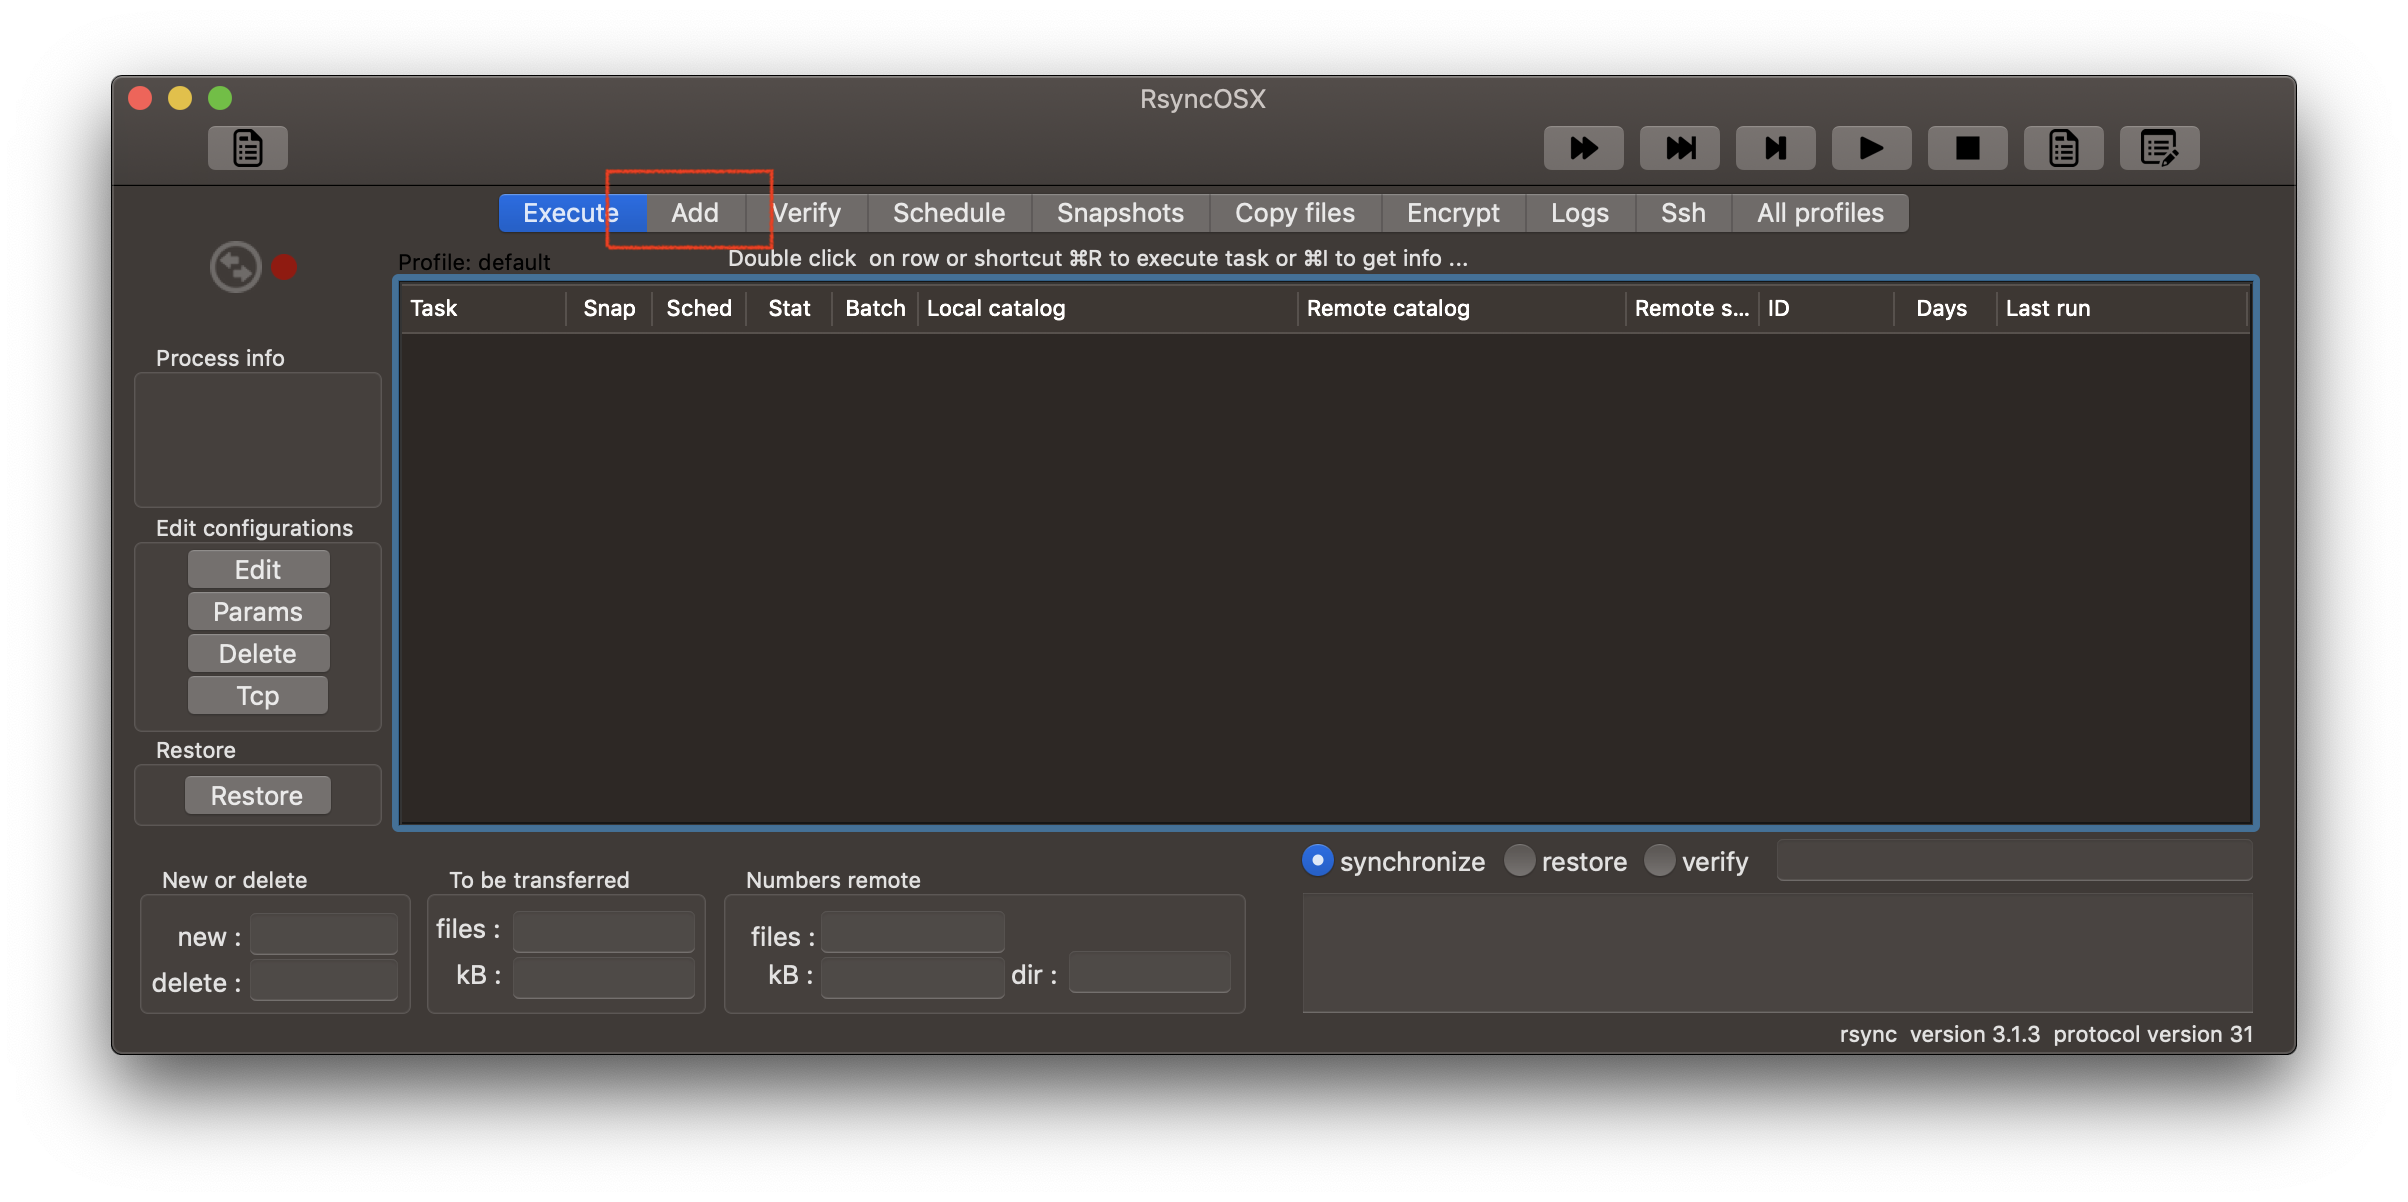 RsyncOSX
Execute Add Verify Schedule Snapshots Copy files Encrypt Logs Ssh All profiles
Profile: default
Double click  on row or shortcut ⌘R to execute task or ⌘I to get info ...
Task Snap Sched Stat Batch Local catalog Remote catalog Remote s... ID Days Last run
Process info
Edit configurations
Edit
Params
Delete
Tcp
Restore
Restore
synchronize restore verify
New or delete
new :
delete :
To be transferred
files :
kB :
Numbers remote
files :
kB :
dir :
rsync  version 3.1.3  protocol version 31